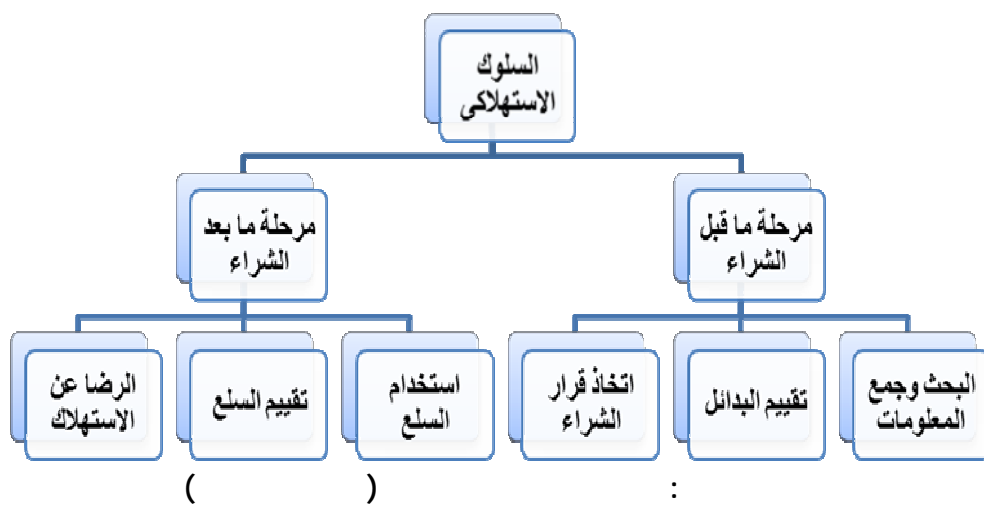 السلوك
الاستهلاكى
مرحلة ما قبل
الشراء
مرحلة ما بعد
الشراء
البحث وجمع
المعلومات
تقييم البدائل
اتخاذ قرار
الشراء
استخدام
السلع
تقييم السلع
الرضا عن
الاستهلاك
: ( )